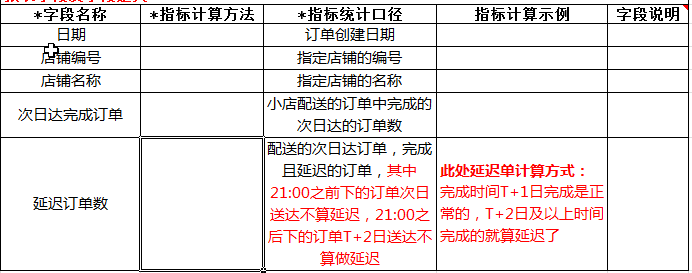 *字段名称 *指标计算方法 *指标统计口径 指标计算示例 字段说明
日期 订单创建日期
店铺编号 指定店铺的编号
店铺名称 指定店铺的名称
次日达完成订单 小店配送的订单中完成的
次日达的订单数
延迟订单数
配送的次日达订单，完成
且延迟的订单，其中
21:00之前下的订单次日
送达不算延迟，21:00之
后下的订单T+2日送达不
算做延迟
此处延迟单计算方式：
完成时间T+1日完成是正
常的，T+2日及以上时间
完成的就算延迟了